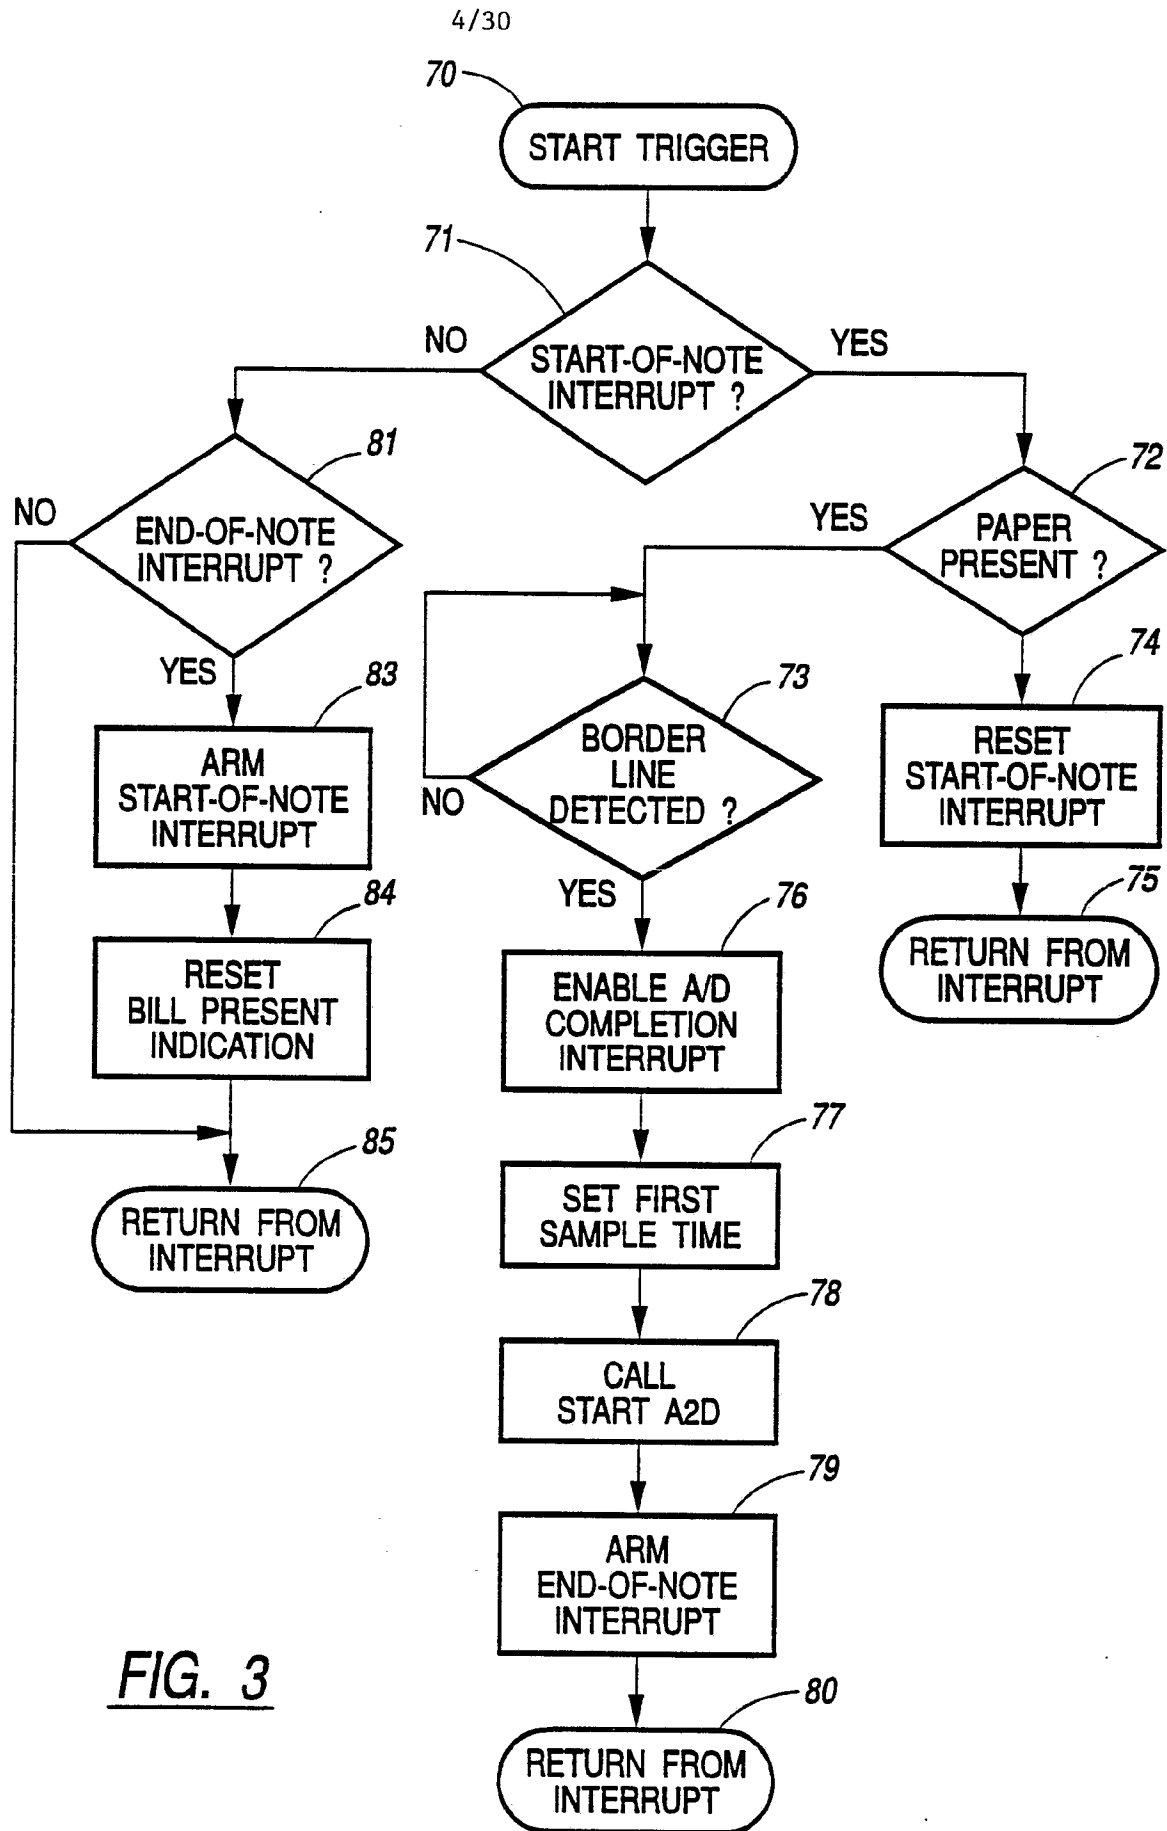 4/30
70
START TRIGGER
71
NO
START-OF-NOTE
INTERRUPT ?
YES
81
NO
END-OF-NOTE
INTERRUPT ?
YES
72
YES
PAPER
PRESENT ?
83
ARM
START-OF-NOTE
INTERRUPT
73
BORDER
LINE
DETECTED ?
NO
YES
74
RESET
START-OF-NOTE
INTERRUPT
84
RESET
BILL PRESENT
INDICATION
76
ENABLE A/D
COMPLETION
INTERRUPT
75
RETURN FROM
INTERRUPT
85
RETURN FROM
INTERRUPT
77
SET FIRST
SAMPLE TIME
78
CALL
START A2D
79
ARM
END-OF-NOTE
INTERRUPT
80
RETURN FROM
INTERRUPT
FIG. 3